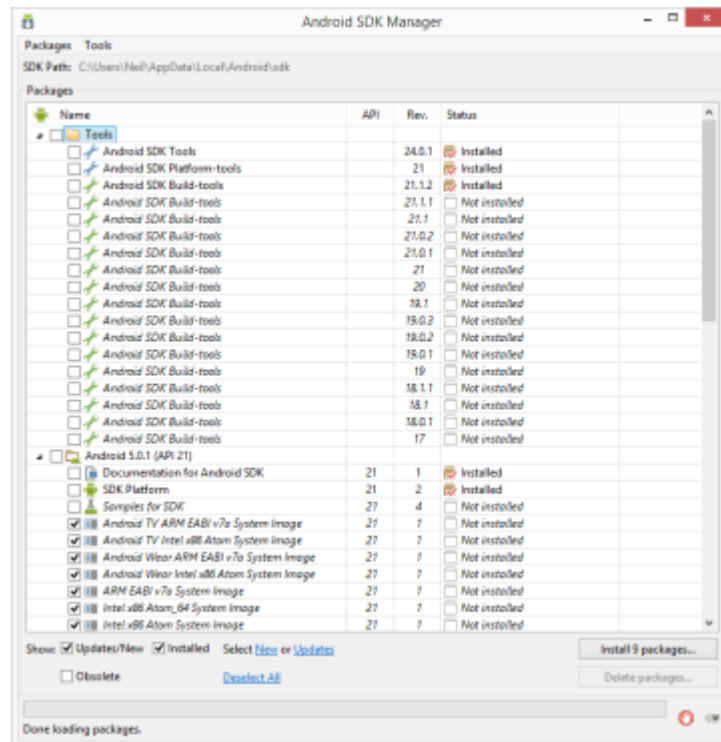 Android SDK Manager
Packages Tools
SDK Path: C:\Users\Neil\AppData\Local\Android\sdk
Packages
Name API Rev. Status
Tools
Android SDK Tools 24.0.1 Installed
Android SDK Platform-tools 21 Installed
Android SDK Build-tools 21.1.2 Installed
Android SDK Build-tools 21.1.1 Not installed
Android SDK Build-tools 21.1 Not installed
Android SDK Build-tools 21.0.2 Not installed
Android SDK Build-tools 21.0.1 Not installed
Android SDK Build-tools 21 Not installed
Android SDK Build-tools 20 Not installed
Android SDK Build-tools 19.1 Not installed
Android SDK Build-tools 19.0.3 Not installed
Android SDK Build-tools 19.0.2 Not installed
Android SDK Build-tools 19.0.1 Not installed
Android SDK Build-tools 19 Not installed
Android SDK Build-tools 18.1.1 Not installed
Android SDK Build-tools 18.1 Not installed
Android SDK Build-tools 18.0.1 Not installed
Android SDK Build-tools 17 Not installed
Android 5.0.1 (API 21)
Documentation for Android SDK 21 1 Installed
SDK Platform 21 2 Installed
Samples for SDK 21 4 Not installed
Android TV ARM EABI v7a System Image 21 1 Not installed
Android TV Intel x86 Atom System Image 21 1 Not installed
Android Wear ARM EABI v7a System Image 21 1 Not installed
Android Wear Intel x86 Atom System Image 21 1 Not installed
ARM EABI v7a System Image 21 1 Not installed
Intel x86 Atom_64 System Image 21 1 Not installed
Intel x86 Atom System Image 21 1 Not installed
Show: Updates/New Installed Select New or Updates Install 9 packages...
Obsolete Deselect All Delete packages...
Done loading packages.